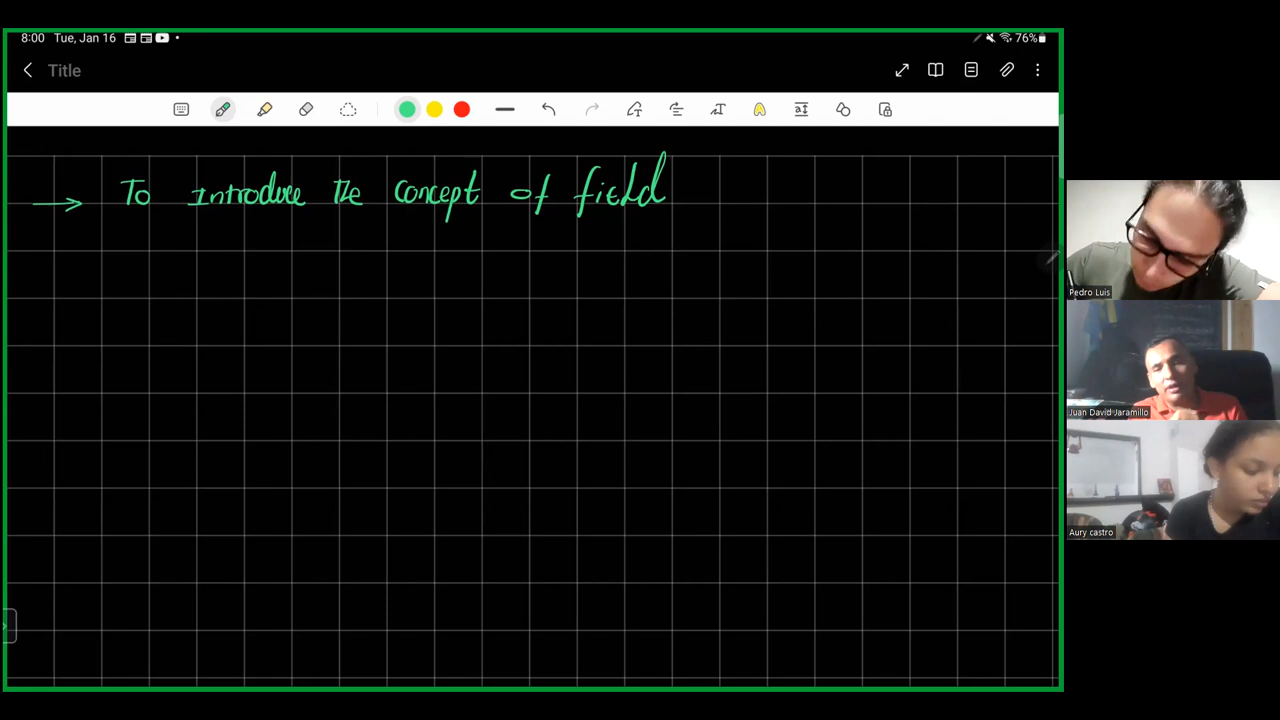 8:00 Tue, Jan 16
76%
Title
→ To Introduce the concept of field
Pedro Luis
Juan David Jaramillo
Aury castro